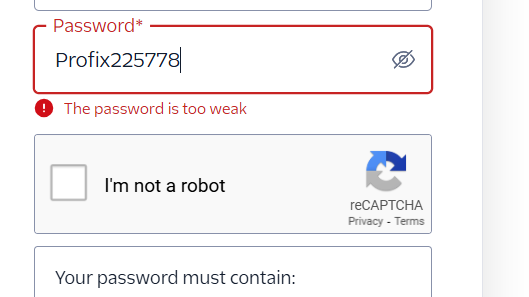 Password*
Profix225778
The password is too weak
I'm not a robot
reCAPTCHA
Privacy - Terms
Your password must contain: